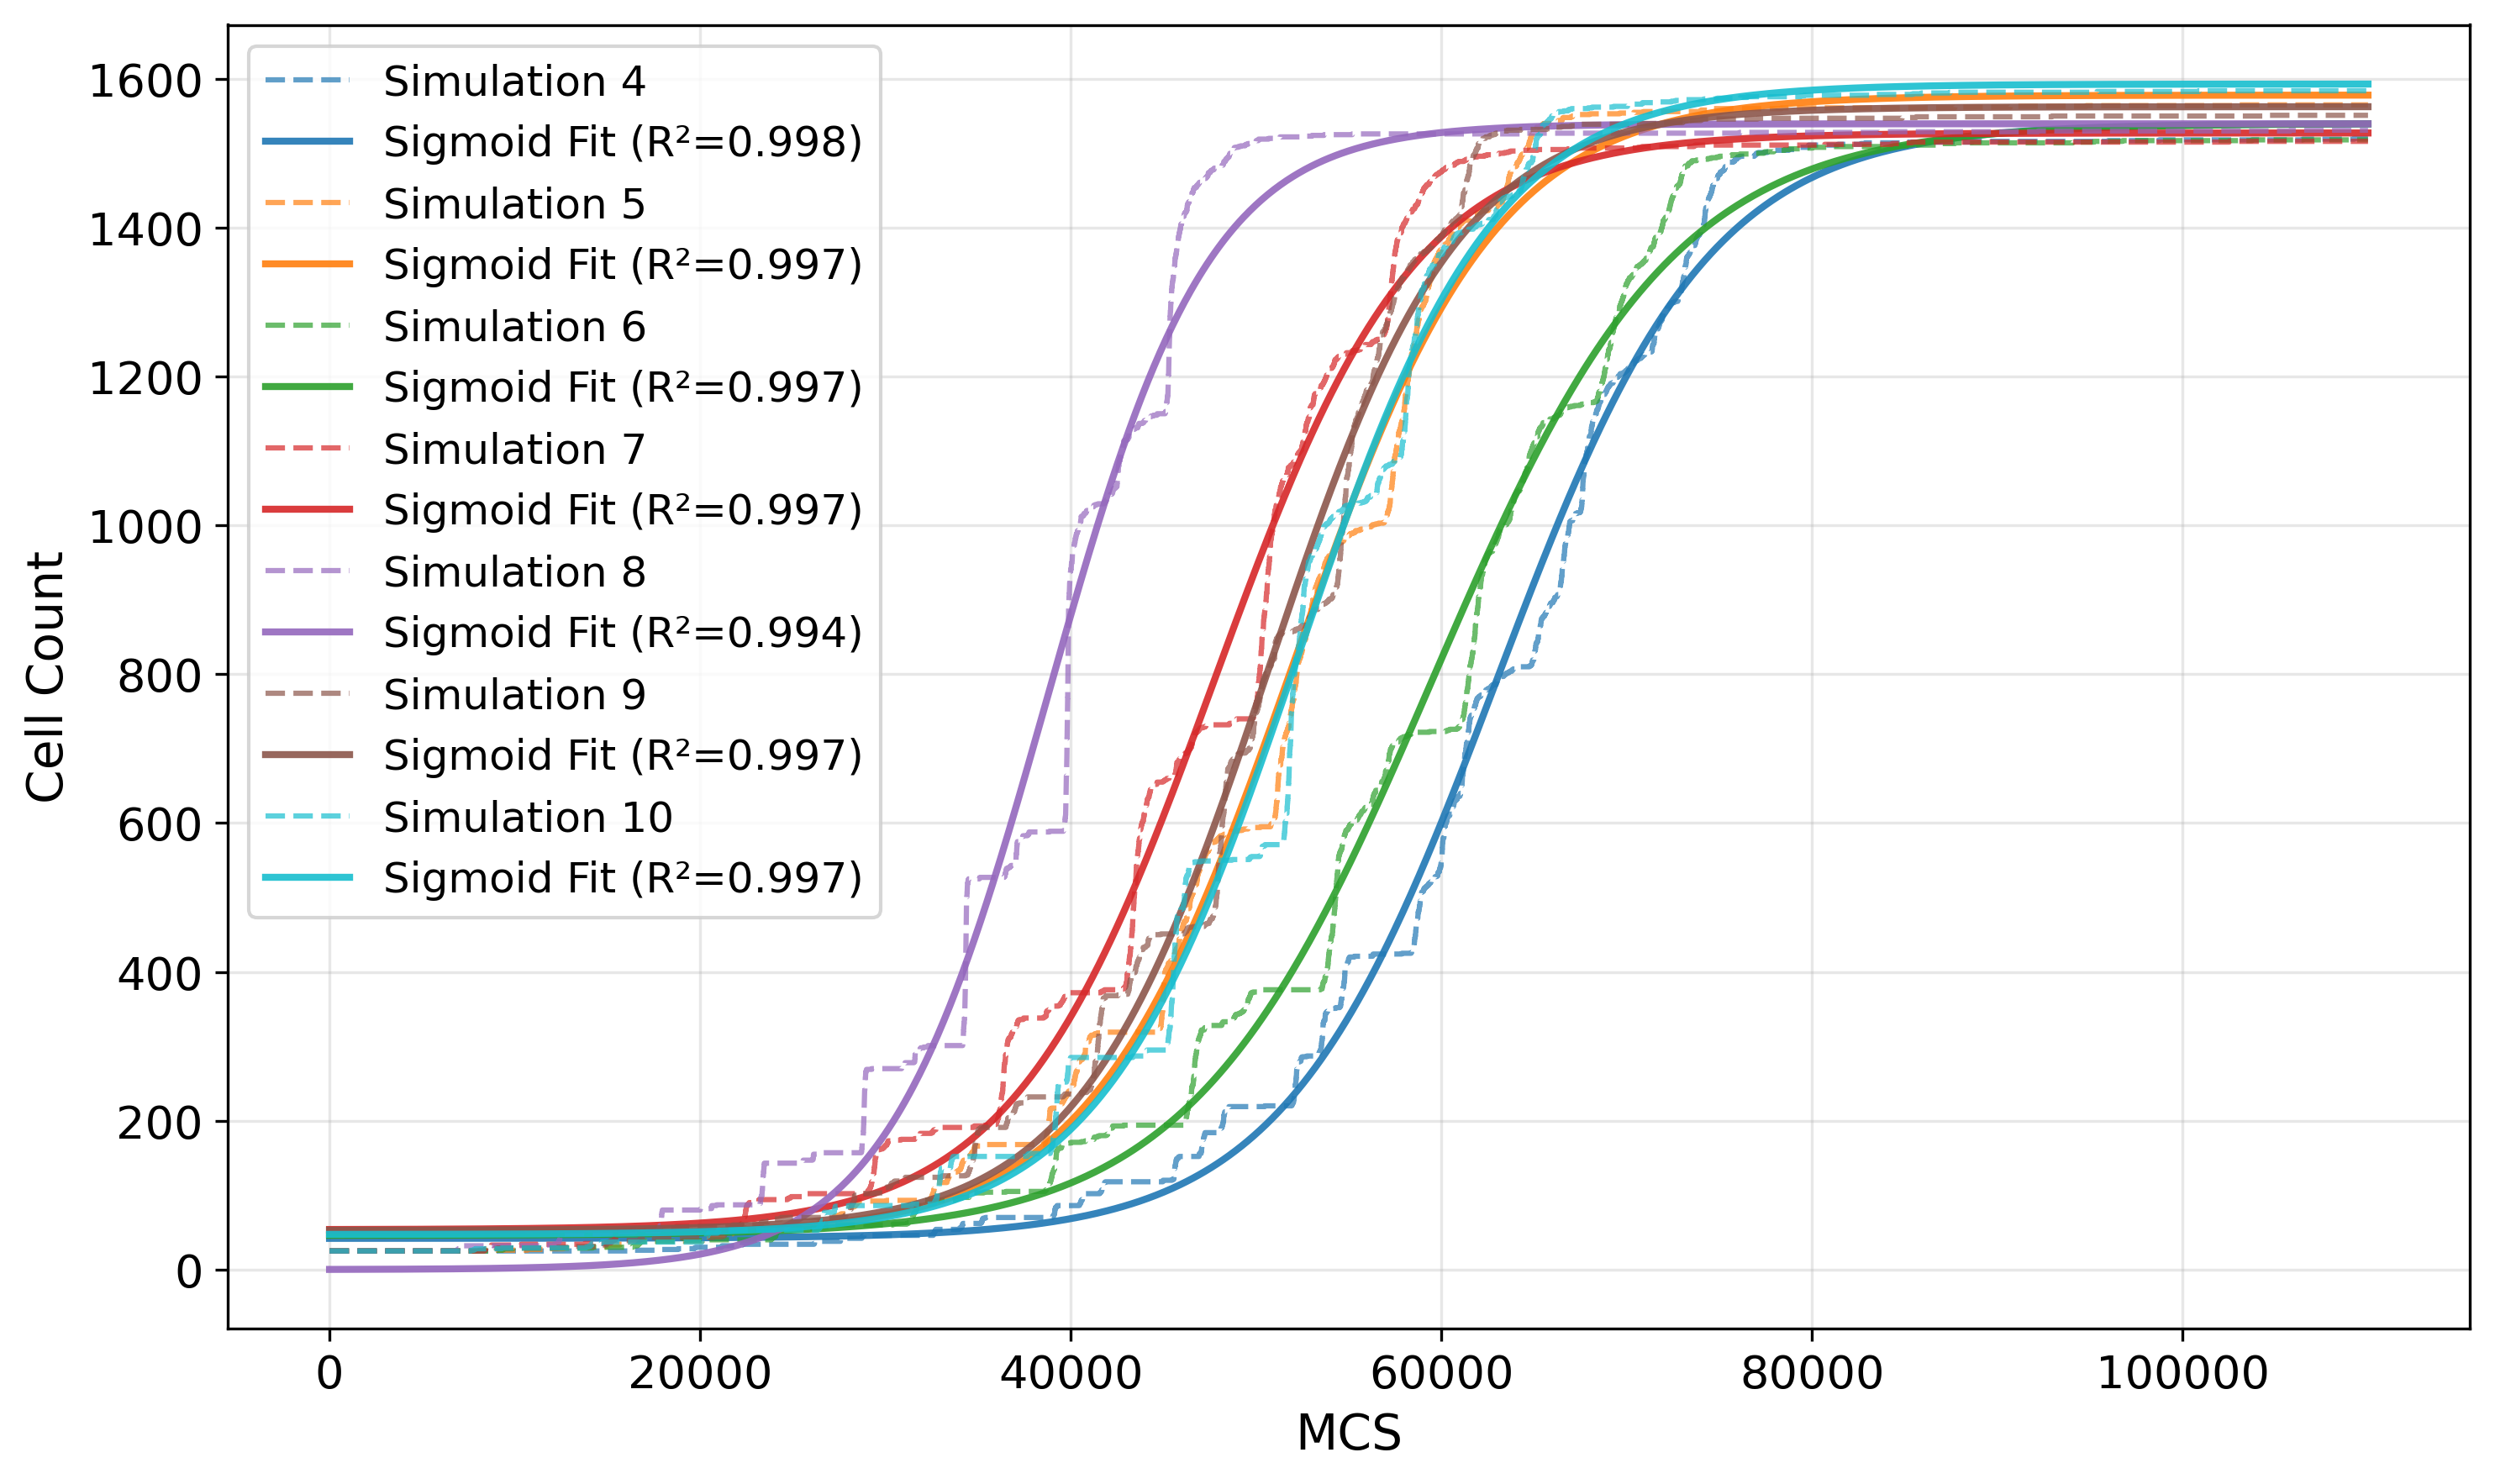 Simulation 4
Sigmoid Fit (R²=0.998)
Simulation 5
Sigmoid Fit (R²=0.997)
Simulation 6
Sigmoid Fit (R²=0.997)
Simulation 7
Sigmoid Fit (R²=0.997)
Simulation 8
Sigmoid Fit (R²=0.994)
Simulation 9
Sigmoid Fit (R²=0.997)
Simulation 10
Sigmoid Fit (R²=0.997)
Cell Count
1600
1400
1200
1000
800
600
400
200
0
0 20000 40000 60000 80000 100000
MCS